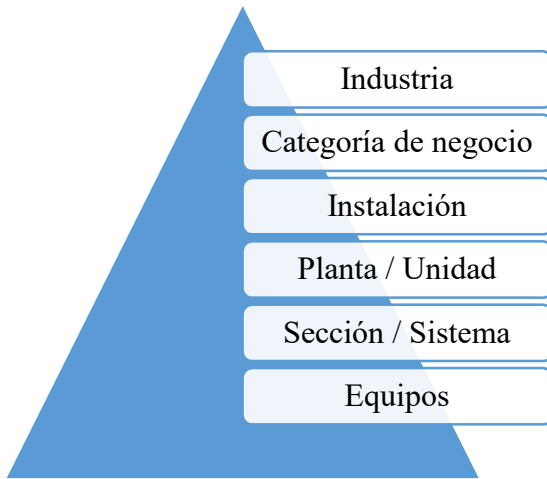 Industria
Categoría de negocio
Instalación
Planta / Unidad
Sección / Sistema
Equipos